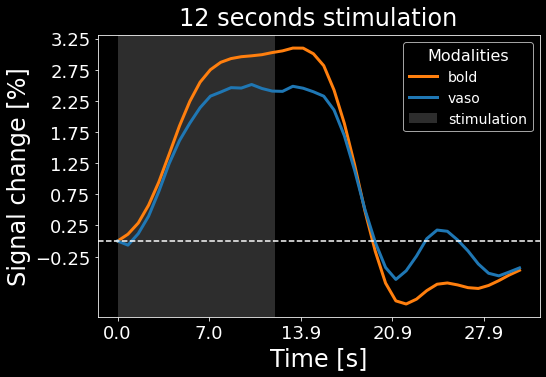 12 seconds stimulation
Signal change [%]
3.25
2.75
2.25
1.75
1.25
0.75
0.25
−0.25
Modalities
bold
vaso
stimulation
0.0 7.0 13.9 20.9 27.9
Time [s]